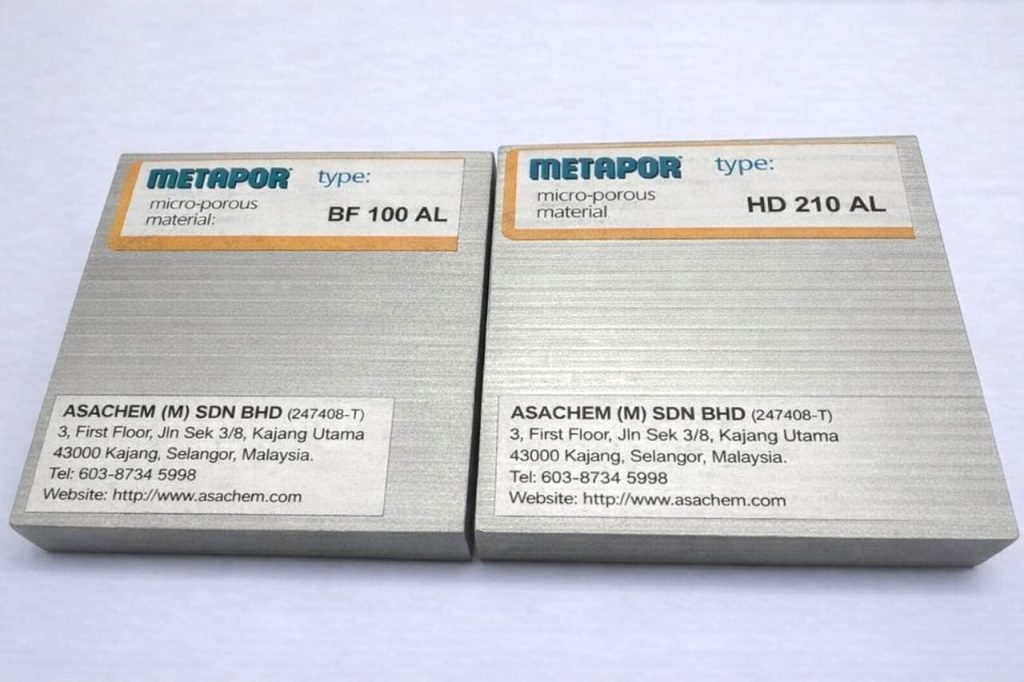 METAPOR® type:
micro-porous
material:
BF 100 AL
ASACHEM (M) SDN BHD (247408-T)
3, First Floor, Jln Sek 3/8, Kajang Utama
43000 Kajang, Selangor, Malaysia.
Tel: 603-8734 5998
Website: http://www.asachem.com
METAPOR® type:
micro-porous
material
HD 210 AL
ASACHEM (M) SDN BHD (247408-T)
3, First Floor, Jln Sek 3/8, Kajang Utama
43000 Kajang, Selangor, Malaysia.
Tel: 603-8734 5998
Website: http://www.asachem.com